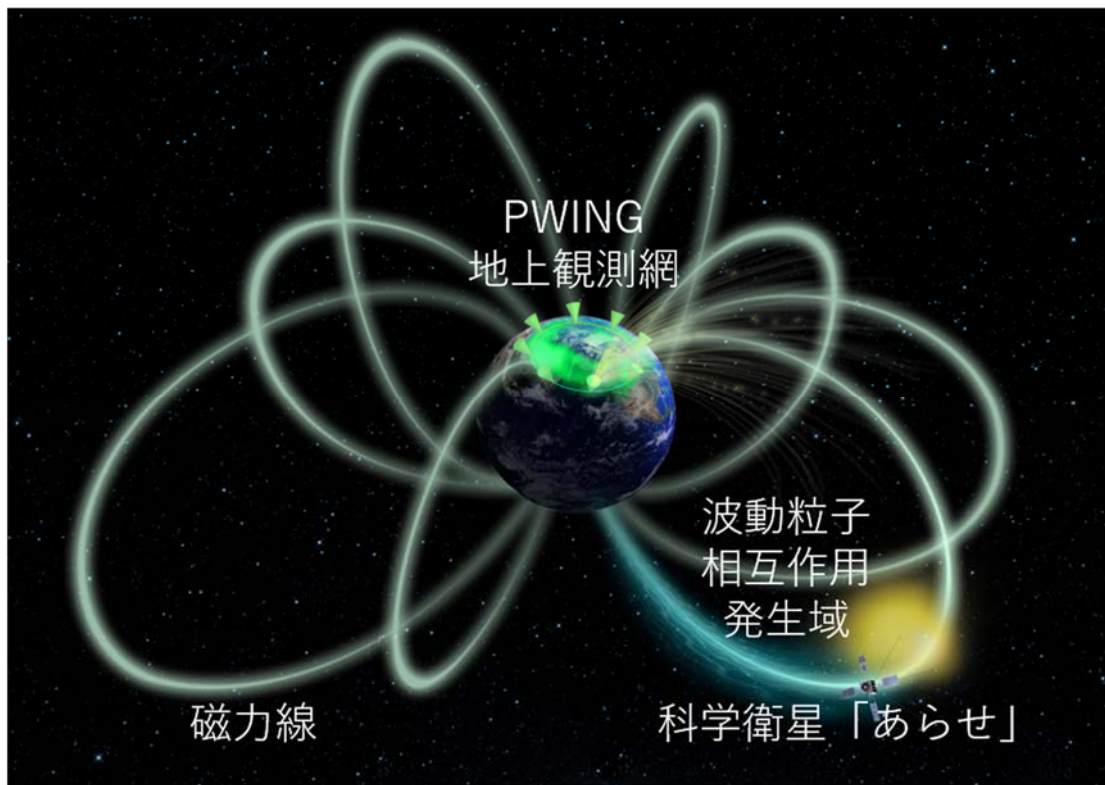 PWING
地上観測網
波動粒子
相互作用
発生域
磁力線
科学衛星「あらせ」